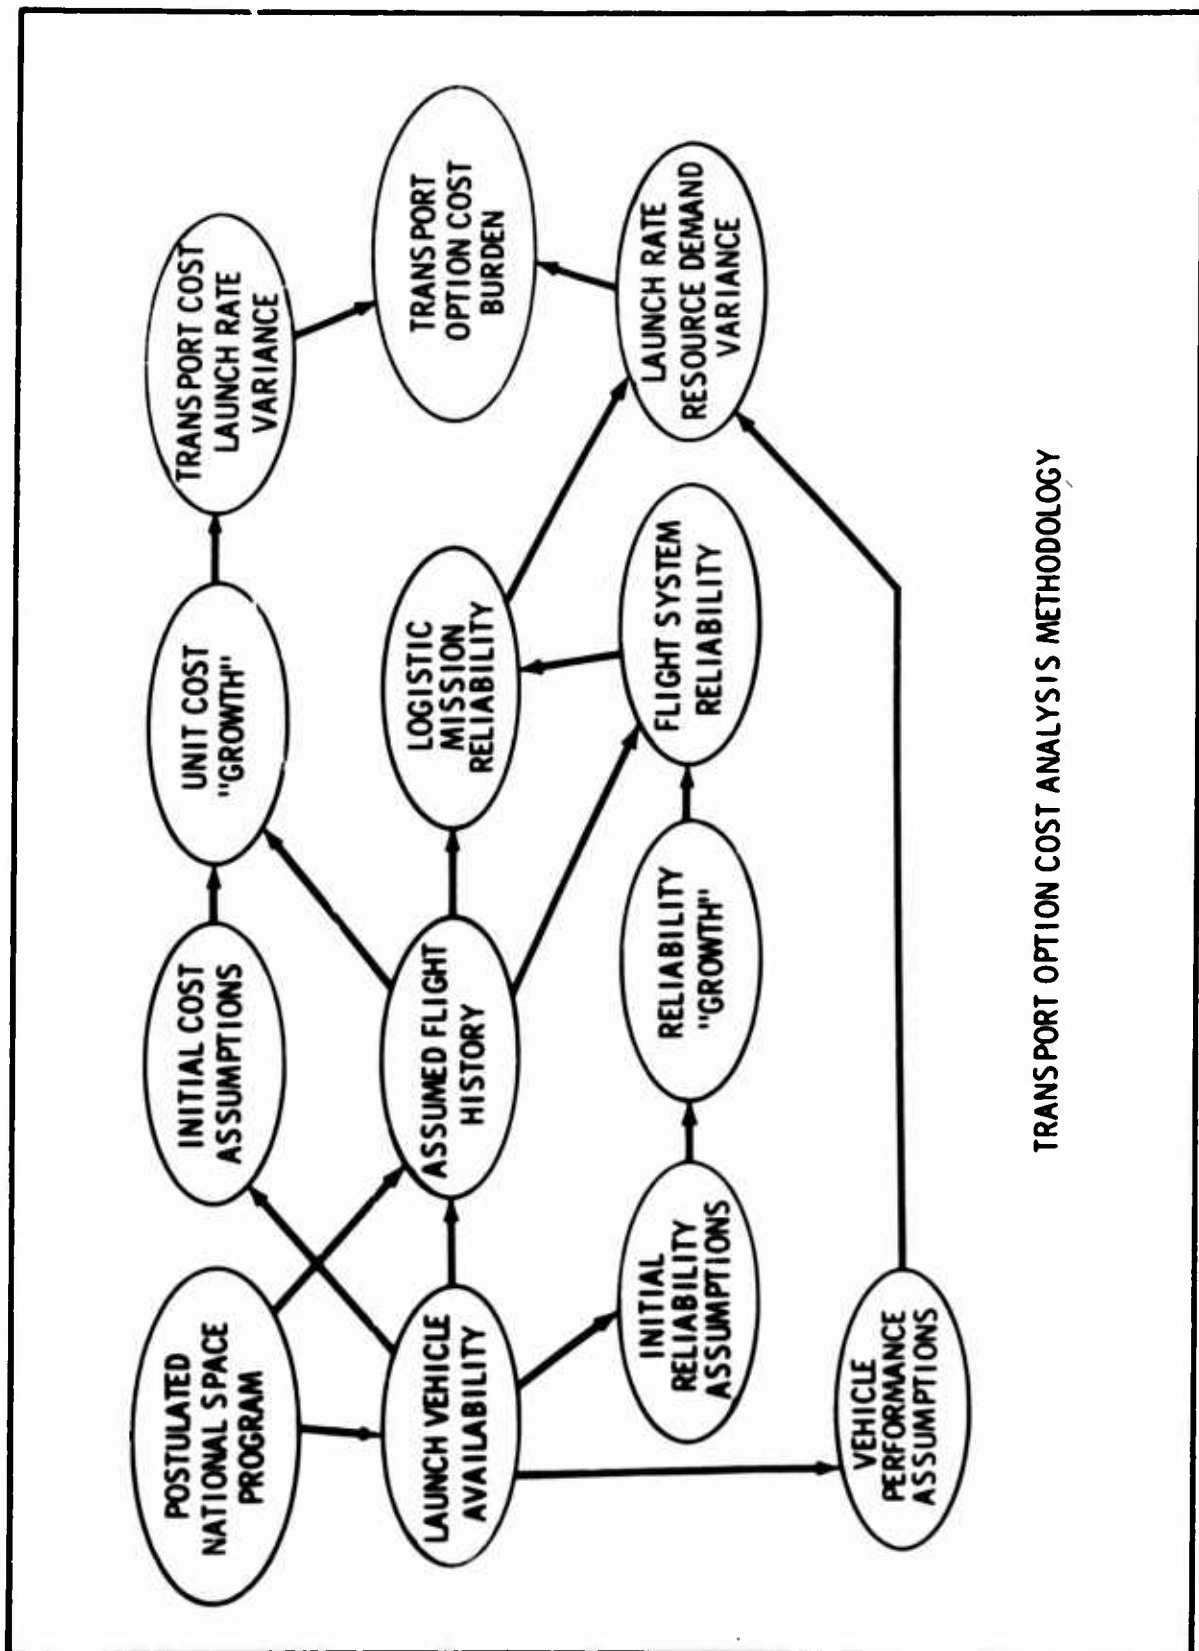 POSTULATED
NATIONAL SPACE
PROGRAM
INITIAL COST
ASSUMPTIONS
UNIT COST
"GROWTH"
TRANSPORT COST
LAUNCH RATE
VARIANCE
LAUNCH VEHICLE
AVAILABILITY
ASSUMED FLIGHT
HISTORY
LOGISTIC
MISSION
RELIABILITY
TRANSPORT
OPTION COST
BURDEN
INITIAL
RELIABILITY
ASSUMPTIONS
RELIABILITY
"GROWTH"
FLIGHT SYSTEM
RELIABILITY
LAUNCH RATE
RESOURCE DEMAND
VARIANCE
VEHICLE
PERFORMANCE
ASSUMPTIONS
TRANSPORT OPTION COST ANALYSIS METHODOLOGY